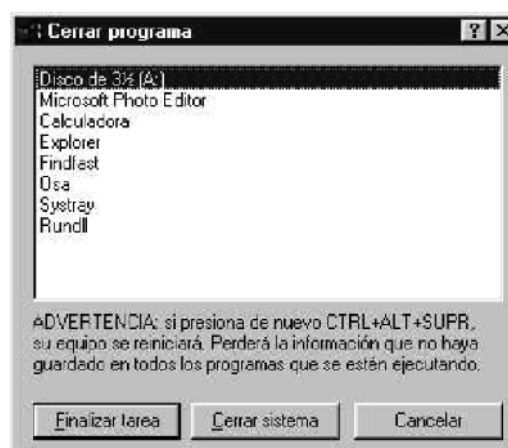 Cerrar programa
Disco de 3½ (A:)
Microsoft Photo Editor
Calculadora
Explorer
Findfast
Osa
Systray
Rundll
ADVERTENCIA: si presiona de nuevo CTRL+ALT+SUPR,
su equipo se reiniciará. Perderá la información que no haya
guardado en todos los programas que se estén ejecutando.
Finalizar tarea
Cerrar sistema
Cancelar